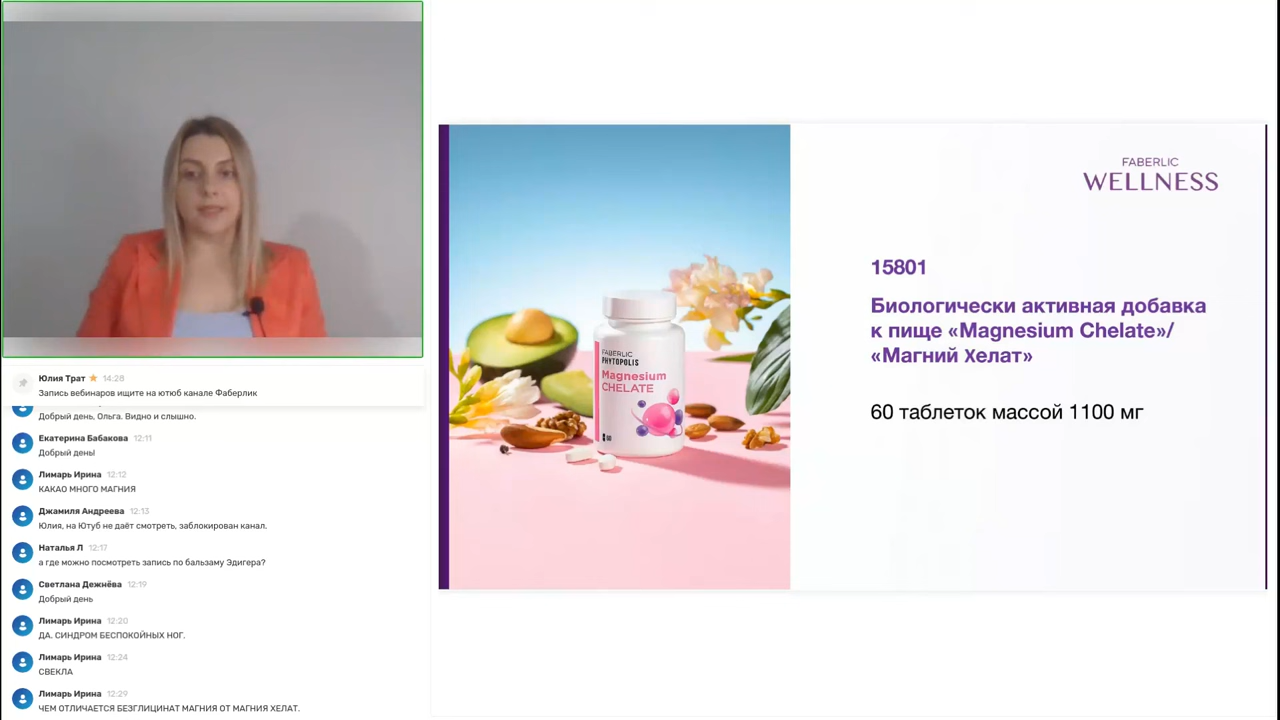 Юлия Трат 14:28
Запись вебинаров ищите на ютюб канале Фаберлик
Добрый день, Ольга. Видно и слышно.
Екатерина Бабакова 12:11
Добрый день!
Лимарь Ирина 12:12
КАКАО МНОГО МАГНИЯ
Джамиля Андреева 12:13
Юлия, на Ютуб не даёт смотреть, заблокирован канал.
Наталья Л 12:17
а где можно посмотреть запись по бальзаму Эдигера?
Светлана Дежнёва 12:19
Добрый день
Лимарь Ирина 12:20
ДА. СИНДРОМ БЕСПОКОЙНЫХ НОГ.
Лимарь Ирина 12:24
СВЕКЛА
Лимарь Ирина 12:29
ЧЕМ ОТЛИЧАЕТСЯ БЕЗГЛИЦИНАТ МАГНИЯ ОТ МАГНИЯ ХЕЛАТ.
FABERLIC
PHYTOPOLIS
Magnesium
CHELATE
60
FABERLIC
WELLNESS
15801
Биологически активная добавка
к пище «Magnesium Chelate»/
«Магний Хелат»
60 таблеток массой 1100 мг